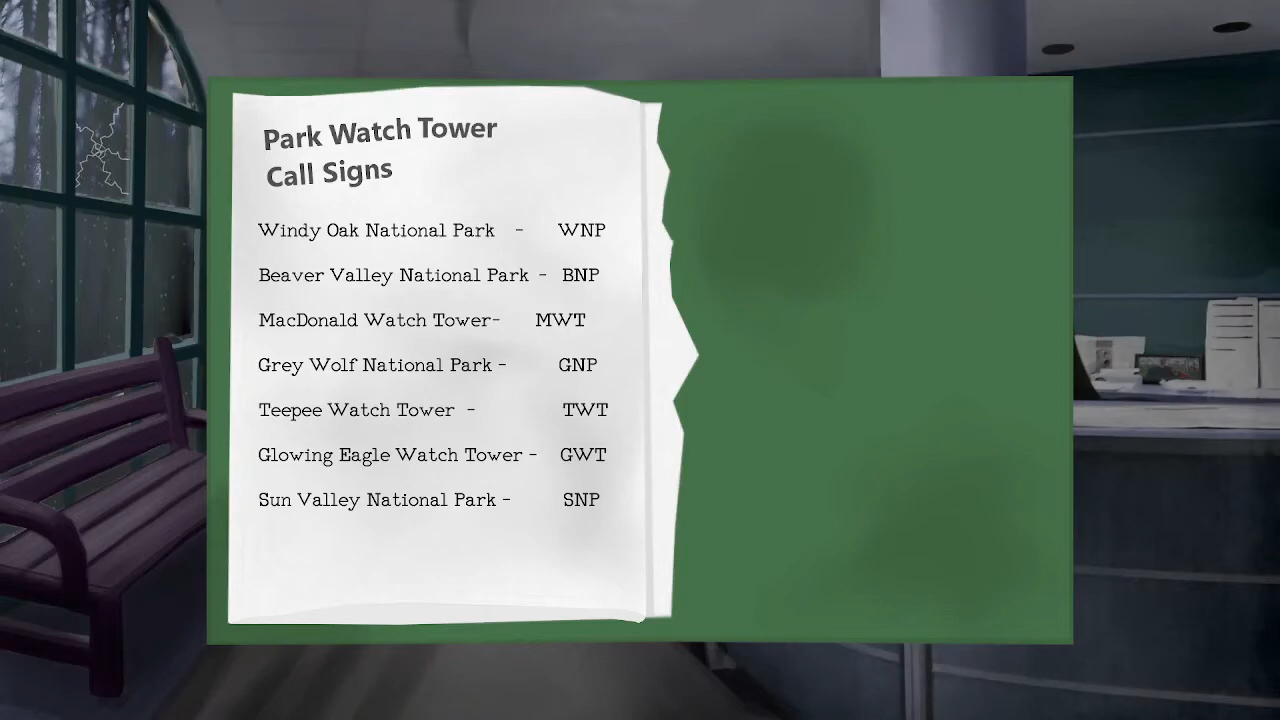 Park Watch Tower
Call Signs
Windy Oak National Park - WNP
Beaver Valley National Park - BNP
MacDonald Watch Tower- MWT
Grey Wolf National Park - GNP
Teepee Watch Tower - TWT
Glowing Eagle Watch Tower - GWT
Sun Valley National Park - SNP